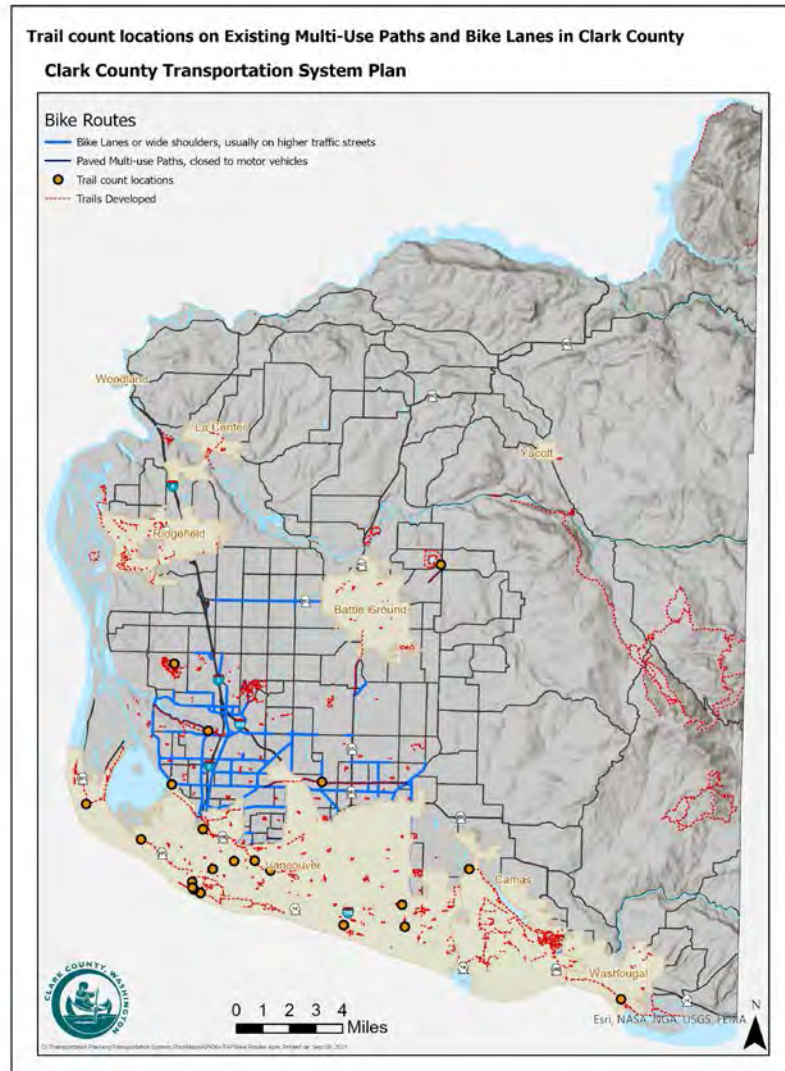 Trail count locations on Existing Multi-Use Paths and Bike Lanes in Clark County
Clark County Transportation System Plan
Bike Routes
Bike Lanes or wide shoulders, usually on higher traffic streets
Paved Multi-use Paths, closed to motor vehicles
Trail count locations
Trails Developed
Woodland
La Center
Yacolt
Ridgefield
Battle Ground
Vancouver
Camas
Washougal
CLARK COUNTY, WASHINGTON
0 1 2 3 4
Miles
Esri, NASA, NGA, USGS, FEMA
N